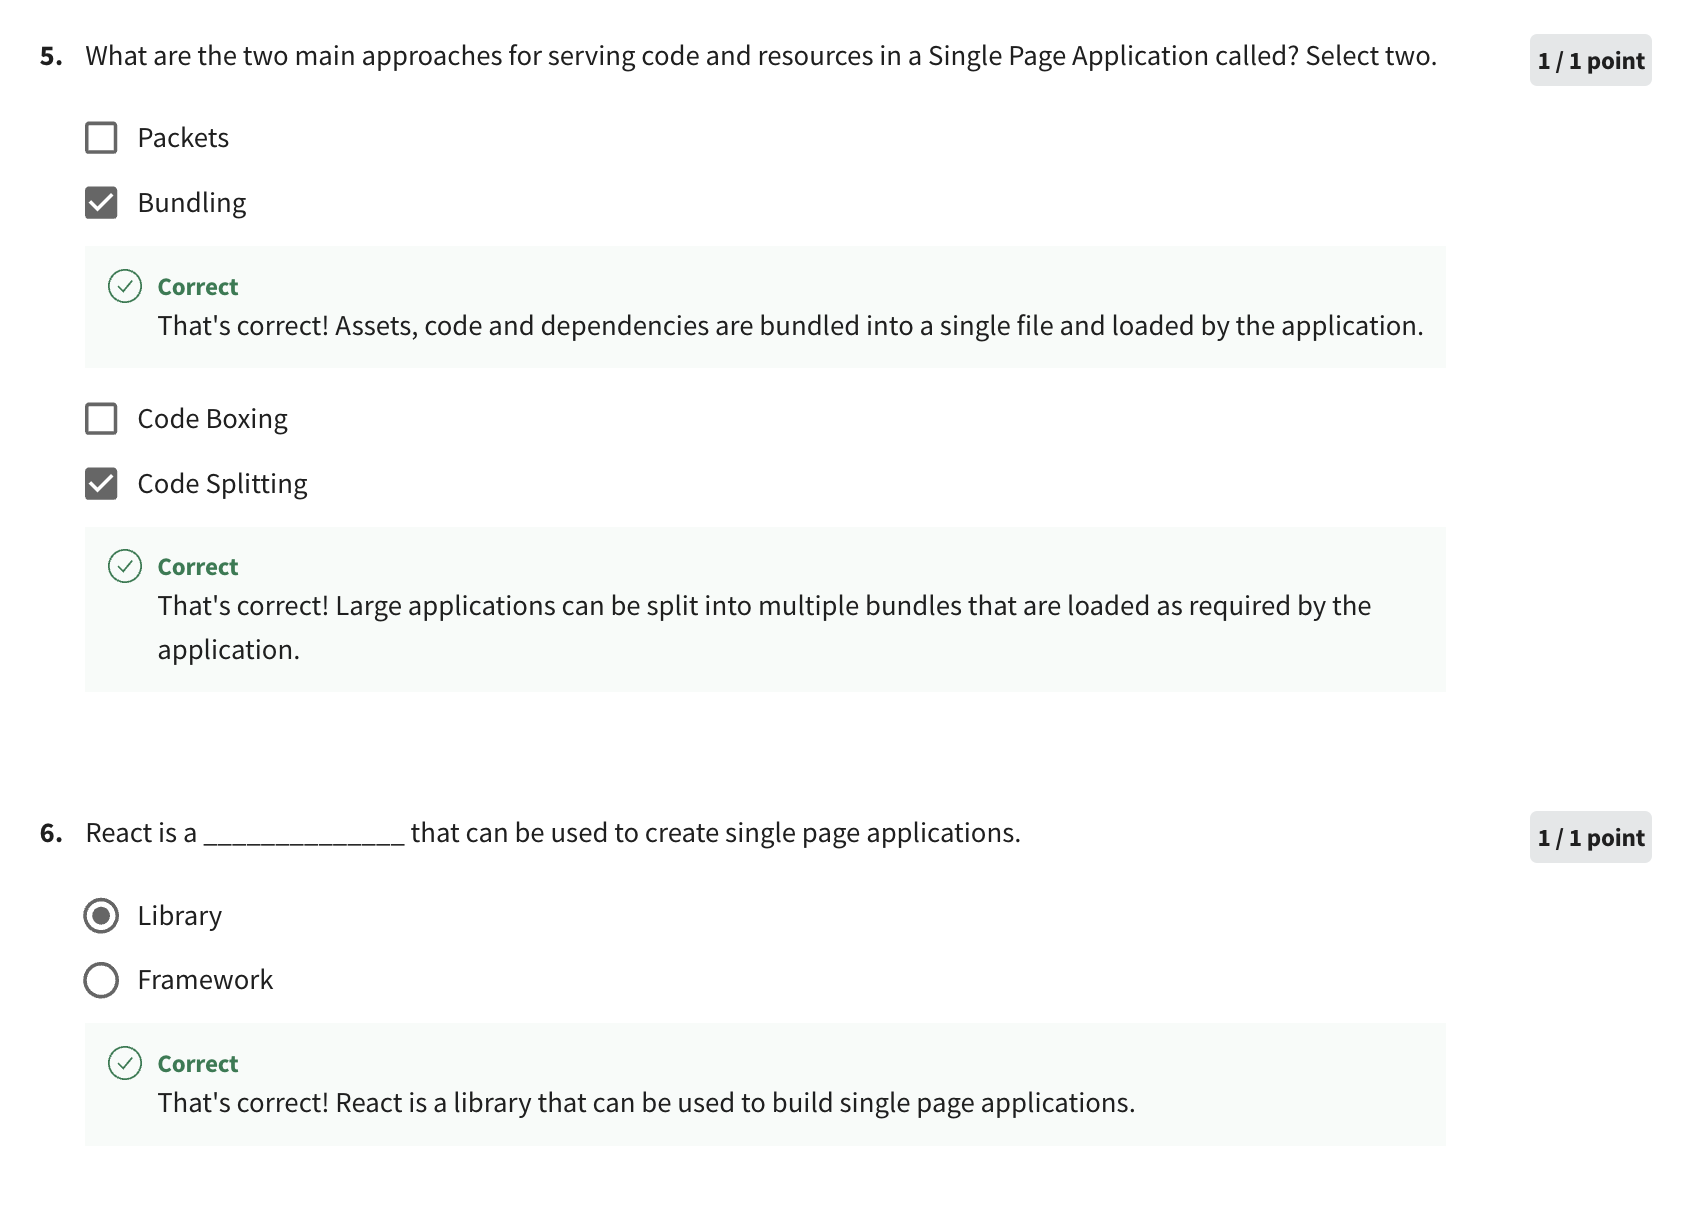 5. What are the two main approaches for serving code and resources in a Single Page Application called? Select two.
1 / 1 point
Packets
Bundling
Correct
That's correct! Assets, code and dependencies are bundled into a single file and loaded by the application.
Code Boxing
Code Splitting
Correct
That's correct! Large applications can be split into multiple bundles that are loaded as required by the
application.
6. React is a ______________ that can be used to create single page applications.
1 / 1 point
Library
Framework
Correct
That's correct! React is a library that can be used to build single page applications.